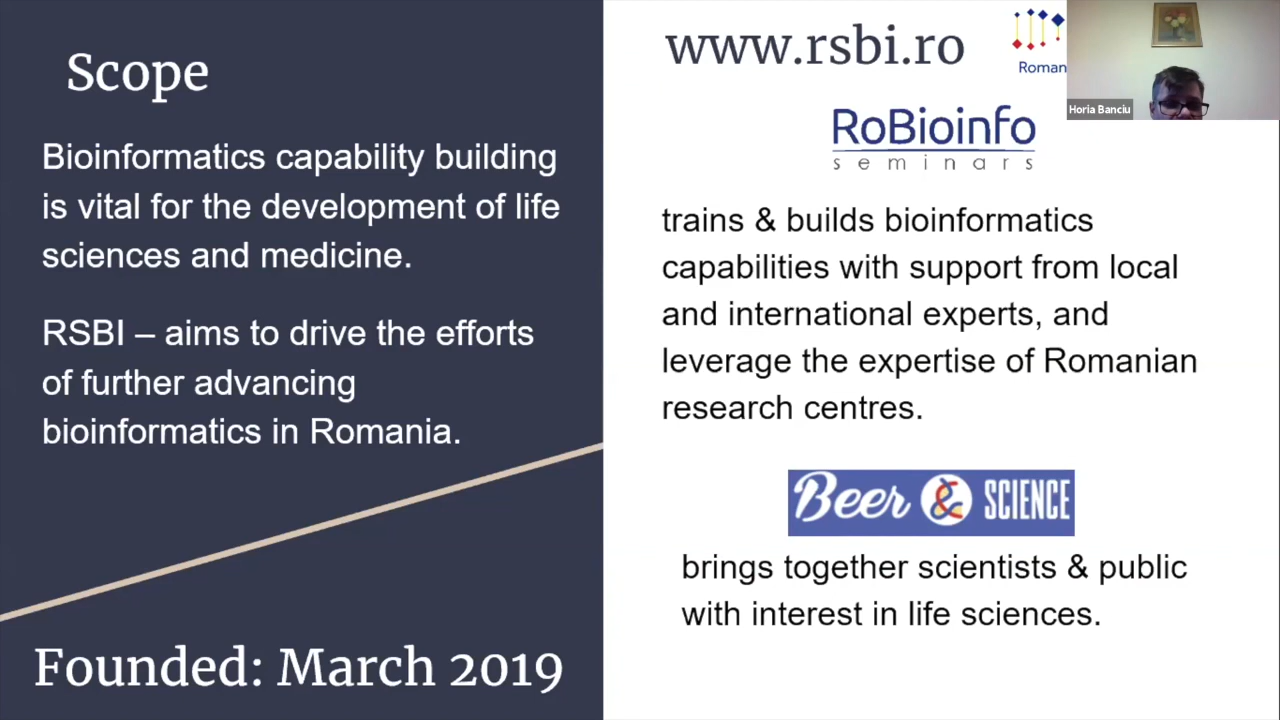 Scope
Bioinformatics capability building
is vital for the development of life
sciences and medicine.
RSBI – aims to drive the efforts
of further advancing
bioinformatics in Romania.
Founded: March 2019
www.rsbi.ro
Roman
Horia Banciu
RoBioinfo
seminars
trains & builds bioinformatics
capabilities with support from local
and international experts, and
leverage the expertise of Romanian
research centres.
Beer & SCIENCE
brings together scientists & public
with interest in life sciences.